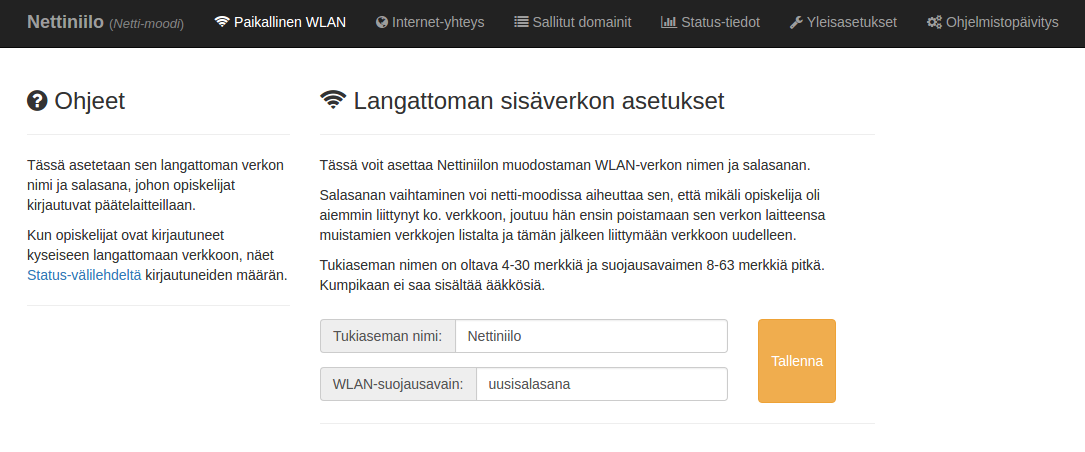 Nettiniilo (Netti-moodi) Paikallinen WLAN Internet-yhteys Sallitut domainit Status-tiedot Yleisasetukset Ohjelmistopäivitys
Ohjeet
Tässä asetetaan sen langattoman verkon
nimi ja salasana, johon opiskelijat
kirjautuvat päätelaitteillaan.
Kun opiskelijat ovat kirjautuneet
kyseiseen langattomaan verkkoon, näet
Status-välilehdeltä kirjautuneiden määrän.
Langattoman sisäverkon asetukset
Tässä voit asettaa Nettiniilon muodostaman WLAN-verkon nimen ja salasanan.
Salasanan vaihtaminen voi netti-moodissa aiheuttaa sen, että mikäli opiskelija oli
aiemmin liittynyt ko. verkkoon, joutuu hän ensin poistamaan sen verkon laitteensa
muistamien verkkojen listalta ja tämän jälkeen liittymään verkkoon uudelleen.
Tukiaseman nimen on oltava 4-30 merkkiä ja suojausavaimen 8-63 merkkiä pitkä.
Kumpikaan ei saa sisältää ääkkösiä.
Tukiaseman nimi: Nettiniilo
WLAN-suojausavain: uusisalasana
Tallenna